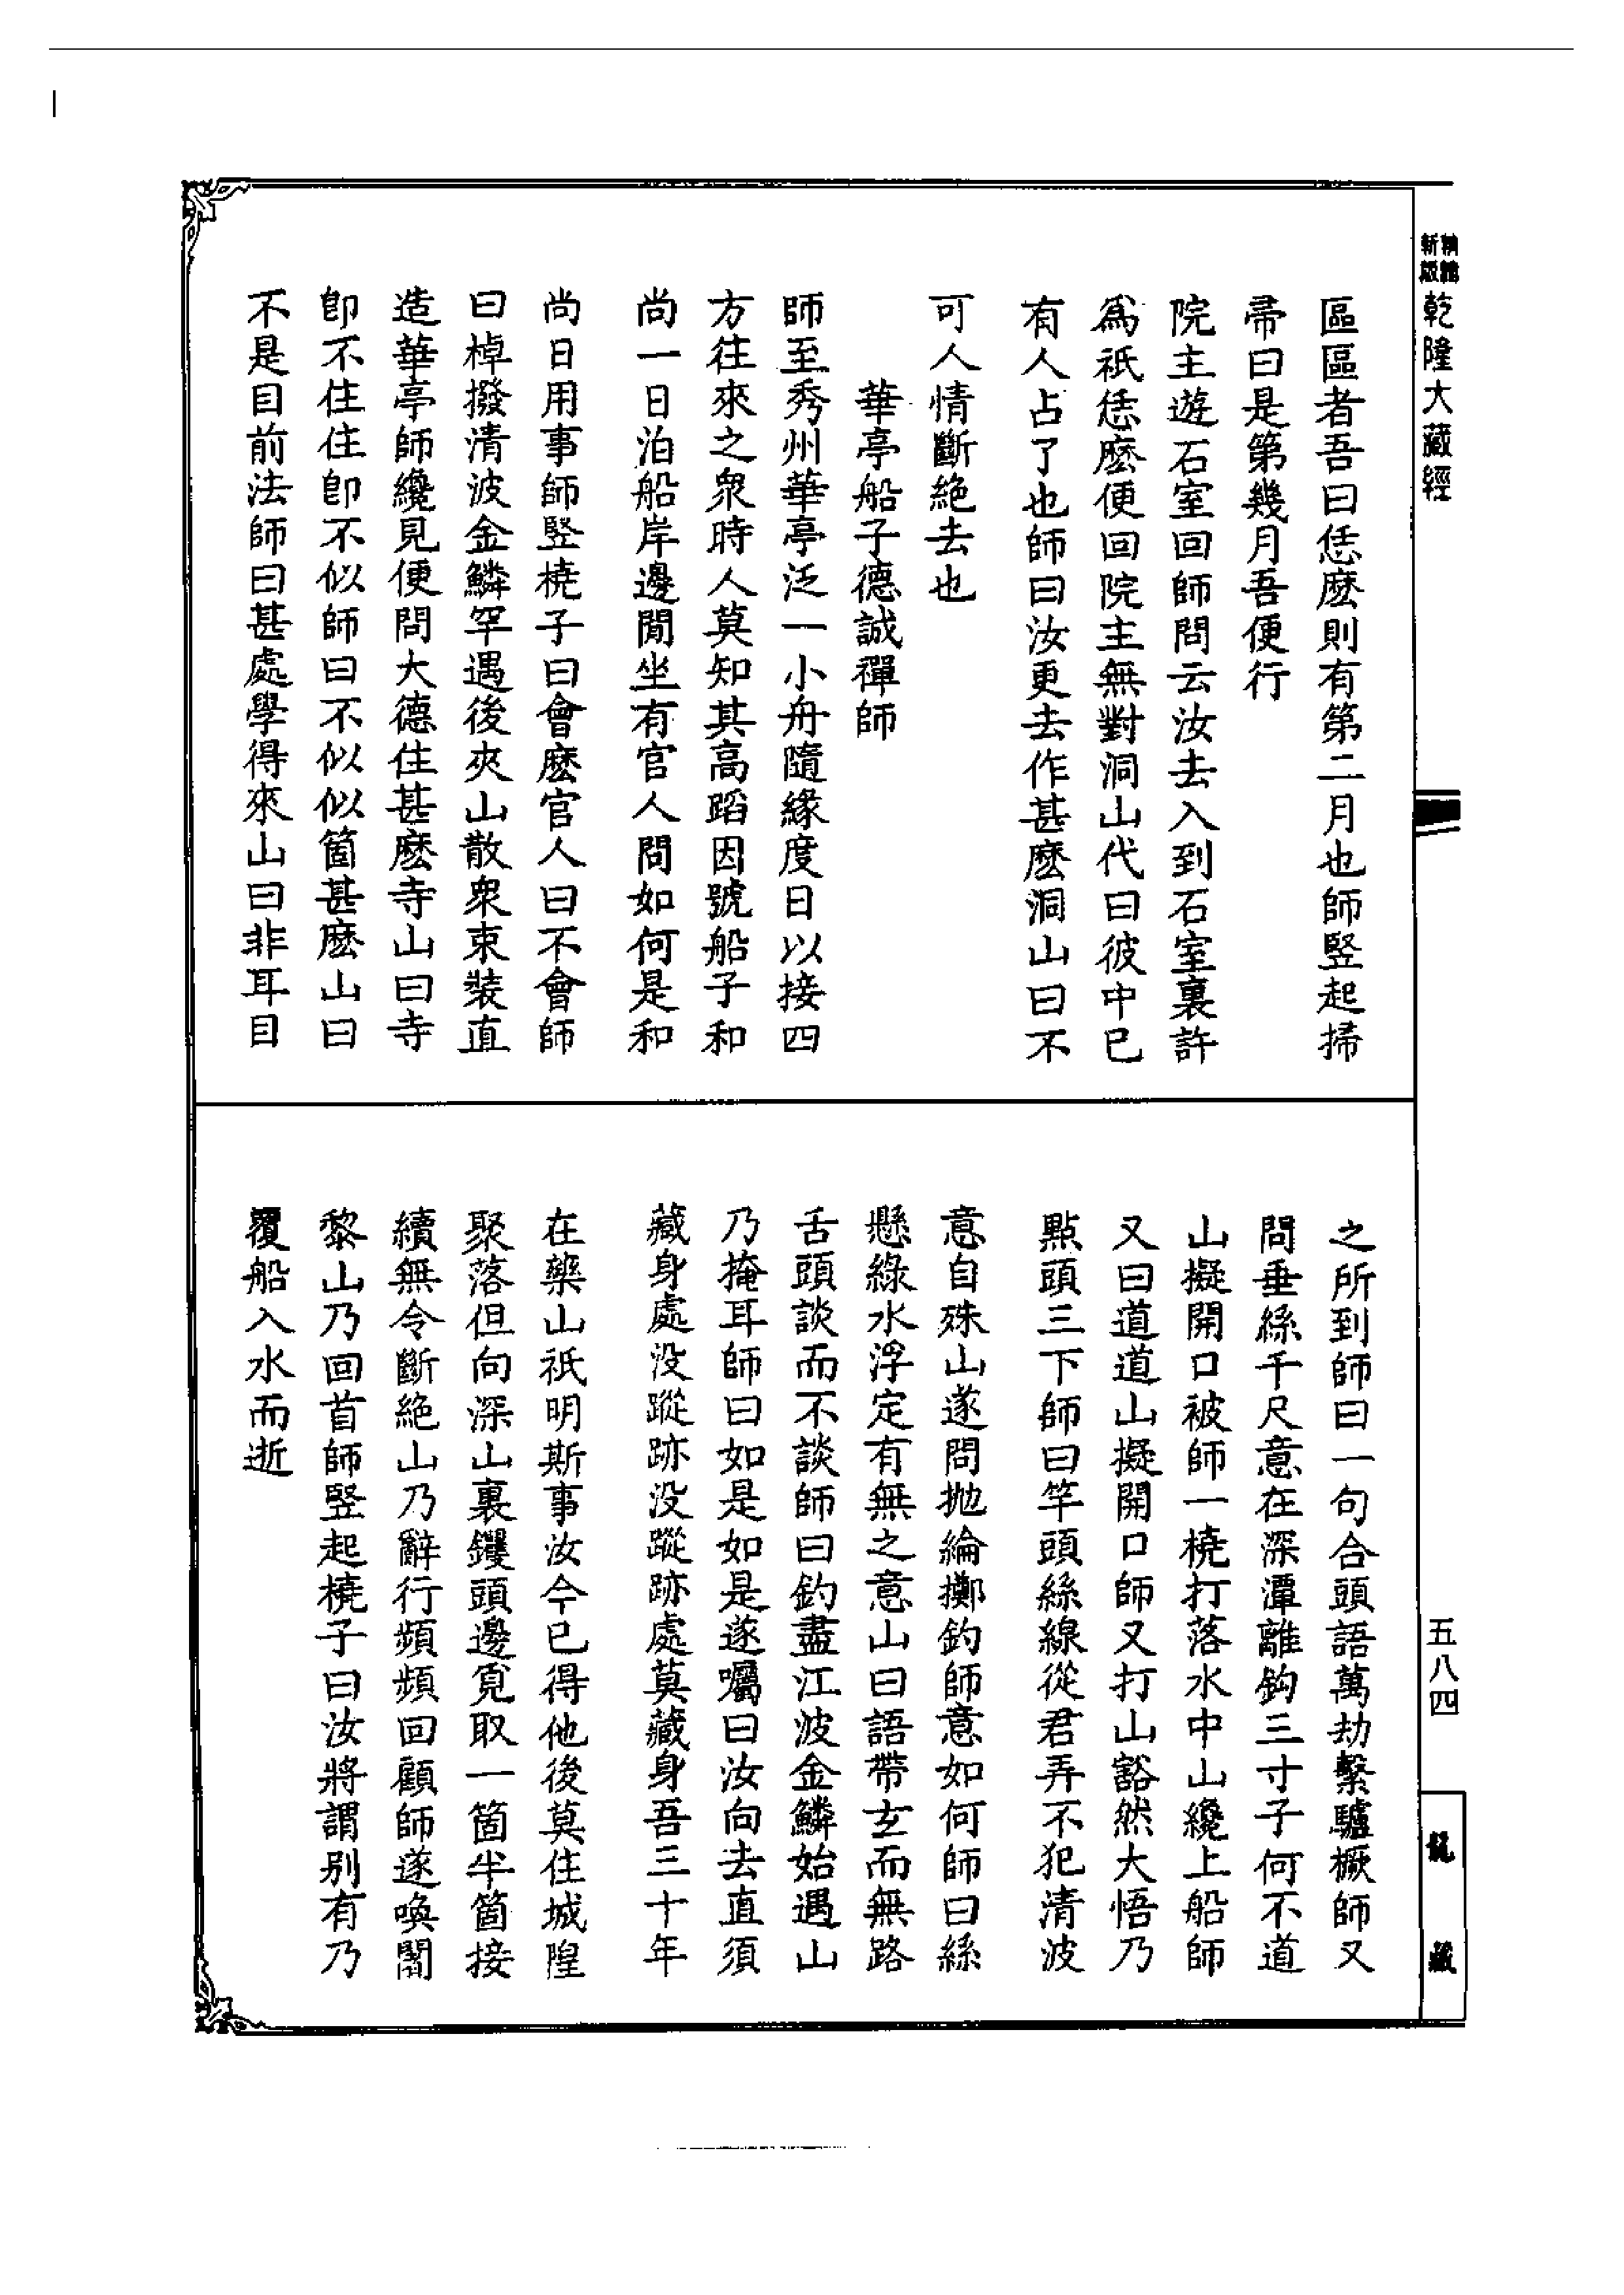 精體
新版
乾隆大藏經
區區者吾曰恁麽則有第二月也師竪起掃
帚曰是第幾月吾便行
院主遊石室回師問云汝去入到石室裏許
爲祇恁麽便回院主無對洞山代曰彼中已
有人占了也師曰汝更去作甚麽洞山曰不
可人情斷絶去也
華亭船子德誠禪師
師至秀州華亭泛一小舟隨緣度日以接四
方往來之衆時人莫知其高蹈因號船子和
尚一日泊船岸邊閒坐有官人問如何是和
尚日用事師竪橈子曰會麽官人曰不會師
曰棹撥清波金鱗罕遇後夾山散衆束裝直
造華亭師纔見便問大德住甚麽寺山曰寺
卽不住住卽不似師曰不似似箇甚麽山曰
不是目前法師曰甚處學得來山曰非耳目
之所到師曰一句合頭語萬劫繫驢橛師又
問垂絲千尺意在深潭離鈎三寸子何不道
山擬開口被師一橈打落水中山纔上船師
又曰道道山擬開口師又打山豁然大悟乃
點頭三下師曰竿頭絲線從君弄不犯清波
意自殊山遂問拋綸擲釣師意如何師曰絲
懸綠水浮定有無之意山曰語帶玄而無路
舌頭談而不談師曰釣盡江波金鱗始遇山
乃掩耳師曰如是如是遂囑曰汝向去直須
藏身處没蹤跡没蹤跡處莫藏身吾三十年
在藥山祇明斯事汝今已得他後莫住城隍
聚落但向深山裏钁頭邊覓取一箇半箇接
續無令斷絶山乃辭行頻頻回顧師遂喚闍
黎山乃回首師竪起橈子曰汝將謂别有乃
覆船入水而逝
五八四
龍藏